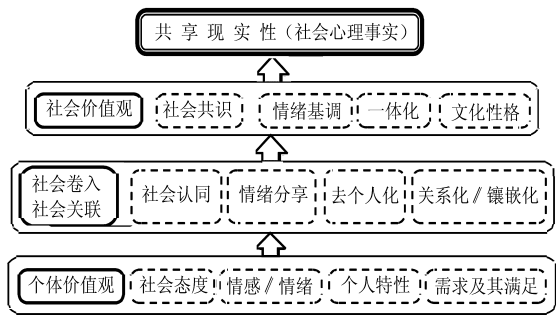 共享现实性（社会心理事实）
社会价值观 社会共识 情绪基调 一体化 文化性格
社会卷入
社会关联 社会认同 情绪分享 去个人化 关系化∥镶嵌化
个体价值观 社会态度 情感∥情绪 个人特性 需求及其满足